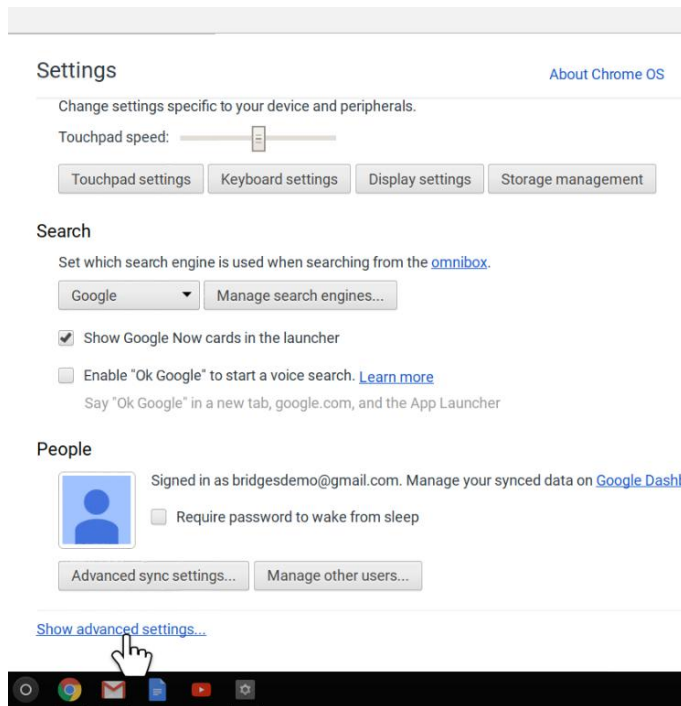 Settings
About Chrome OS
Change settings specific to your device and peripherals.
Touchpad speed:
Touchpad settings Keyboard settings Display settings Storage management
Search
Set which search engine is used when searching from the omnibox.
Google Manage search engines...
Show Google Now cards in the launcher
Enable "Ok Google" to start a voice search. Learn more
Say "Ok Google" in a new tab, google.com, and the App Launcher
People
Signed in as bridgesdemo@gmail.com. Manage your synced data on Google Dashb
Require password to wake from sleep
Advanced sync settings... Manage other users...
Show advanced settings...